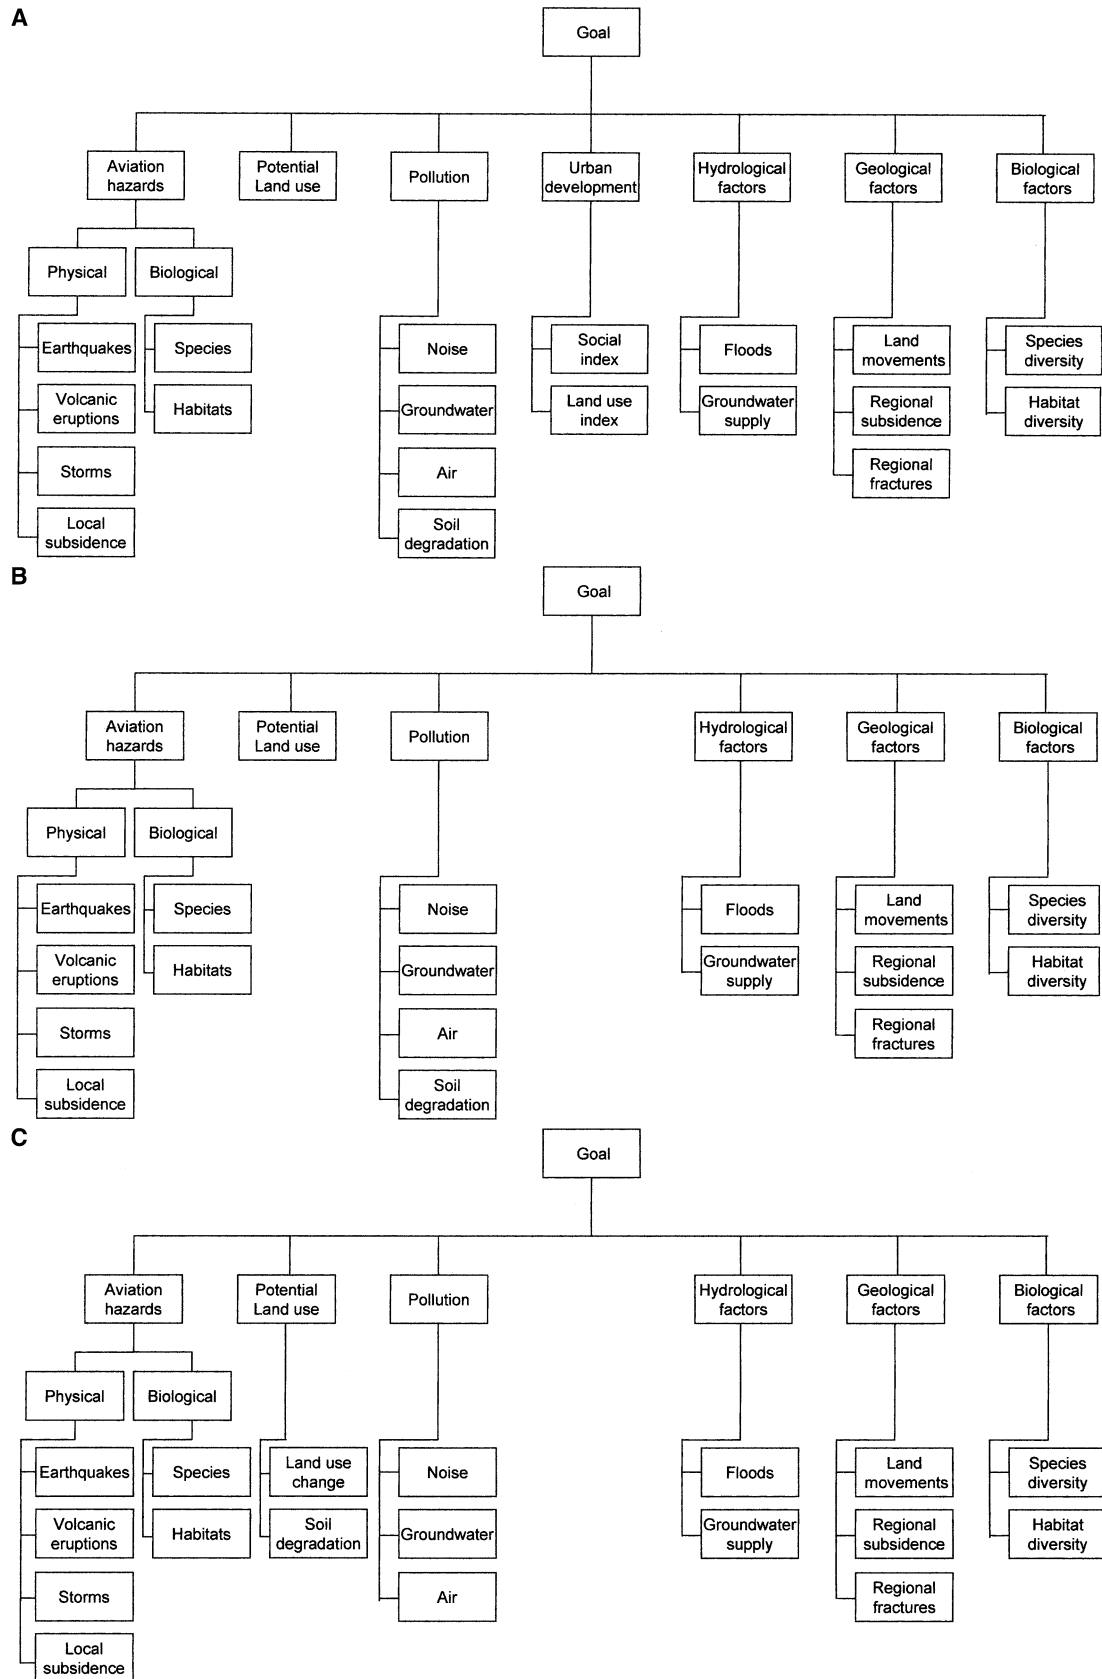 A
Goal
Aviation
hazards
Potential
Land use
Pollution
Urban
development
Hydrological
factors
Geological
factors
Biological
factors
Physical
Biological
Earthquakes
Volcanic
eruptions
Storms
Local
subsidence
Species
Habitats
Noise
Groundwater
Air
Soil
degradation
Social
index
Land use
index
Floods
Groundwater
supply
Land
movements
Regional
subsidence
Regional
fractures
Species
diversity
Habitat
diversity
B
Goal
Aviation
hazards
Potential
Land use
Pollution
Hydrological
factors
Geological
factors
Biological
factors
Physical
Biological
Earthquakes
Volcanic
eruptions
Storms
Local
subsidence
Species
Habitats
Noise
Groundwater
Air
Soil
degradation
Floods
Groundwater
supply
Land
movements
Regional
subsidence
Regional
fractures
Species
diversity
Habitat
diversity
C
Goal
Aviation
hazards
Potential
Land use
Pollution
Hydrological
factors
Geological
factors
Biological
factors
Physical
Biological
Earthquakes
Volcanic
eruptions
Storms
Local
subsidence
Species
Habitats
Land use
change
Soil
degradation
Noise
Groundwater
Air
Floods
Groundwater
supply
Land
movements
Regional
subsidence
Regional
fractures
Species
diversity
Habitat
diversity